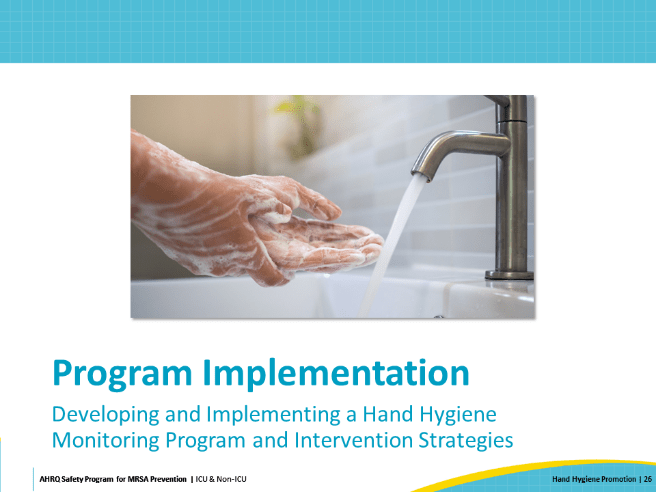 Program Implementation
Developing and Implementing a Hand Hygiene
Monitoring Program and Intervention Strategies
AHRQ Safety Program for MRSA Prevention | ICU & Non-ICU
Hand Hygiene Promotion | 26